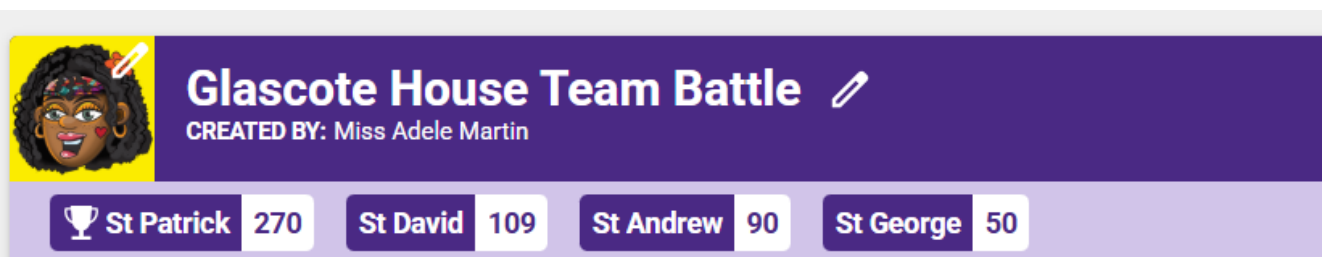 Glascote House Team Battle
CREATED BY: Miss Adele Martin
St Patrick 270 St David 109 St Andrew 90 St George 50